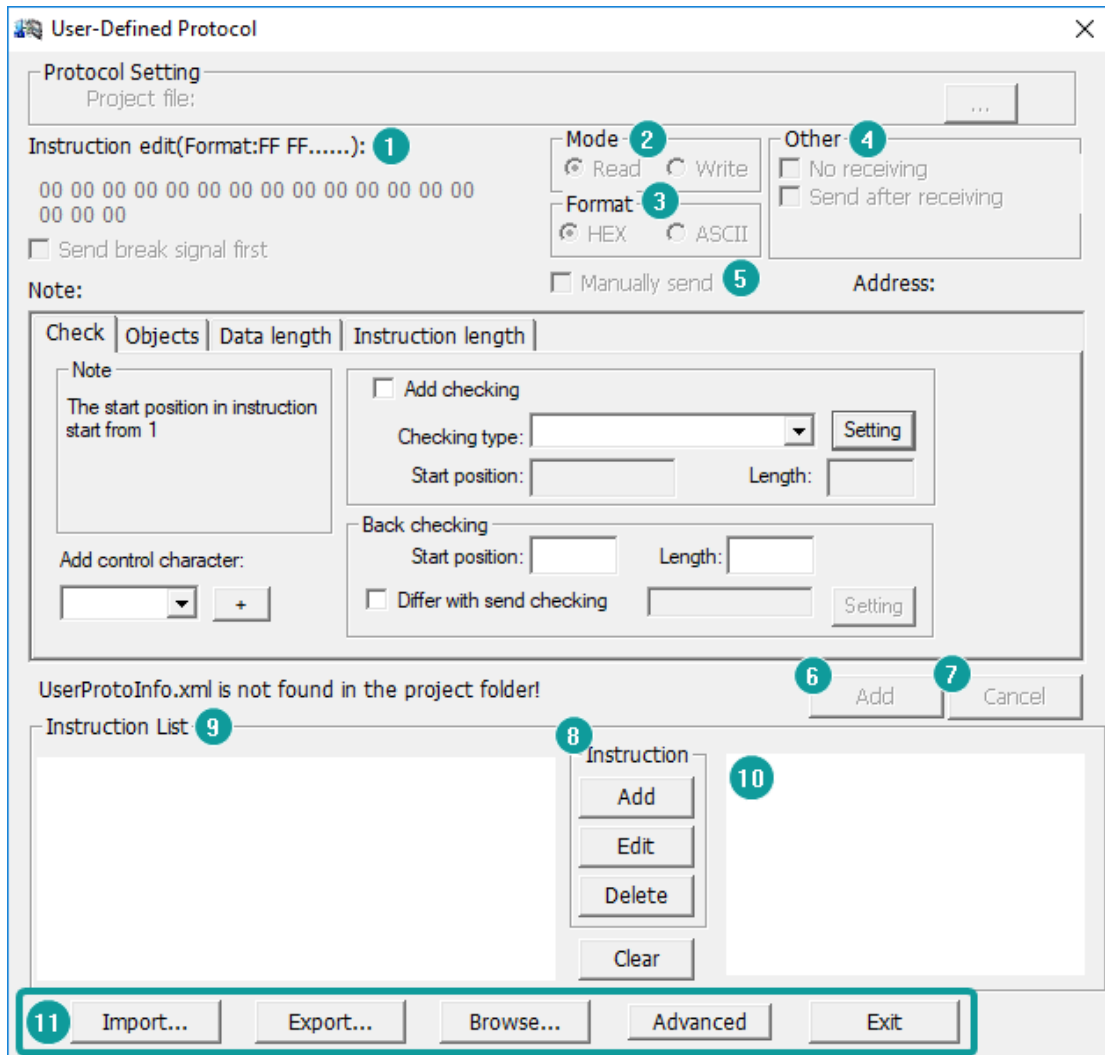 User-Defined Protocol
Protocol Setting
Project file:
...
Instruction edit(Format:FF FF......): 1
Mode 2
Other 4
Read Write
No receiving
00 00 00 00 00 00 00 00 00 00 00 00 00 00
00 00 00
Format 3
Send after receiving
HEX ASCII
Send break signal first
Manually send 5
Address:
Note:
Check Objects Data length Instruction length
Note
The start position in instruction
start from 1
Add checking
Checking type: Setting
Start position: Length:
Back checking
Start position: Length:
Add control character:
+
Differ with send checking Setting
UserProtoInfo.xml is not found in the project folder!
6 Add 7 Cancel
Instruction List 9
8
Instruction
10
Add
Edit
Delete
Clear
11 Import... Export... Browse... Advanced Exit